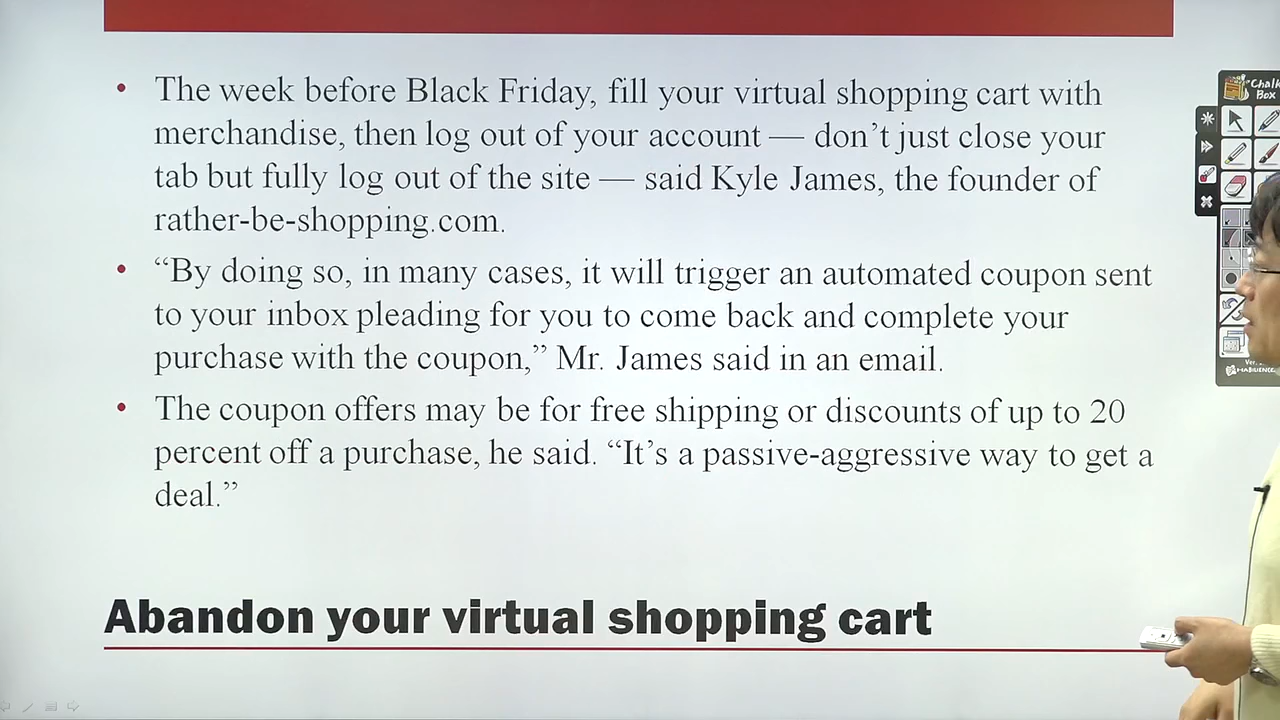 The week before Black Friday, fill your virtual shopping cart with
merchandise, then log out of your account — don’t just close your
tab but fully log out of the site — said Kyle James, the founder of
rather-be-shopping.com.
“By doing so, in many cases, it will trigger an automated coupon sent
to your inbox pleading for you to come back and complete your
purchase with the coupon,” Mr. James said in an email.
The coupon offers may be for free shipping or discounts of up to 20
percent off a purchase, he said. “It’s a passive-aggressive way to get a
deal.”
Abandon your virtual shopping cart
Chalk
Box